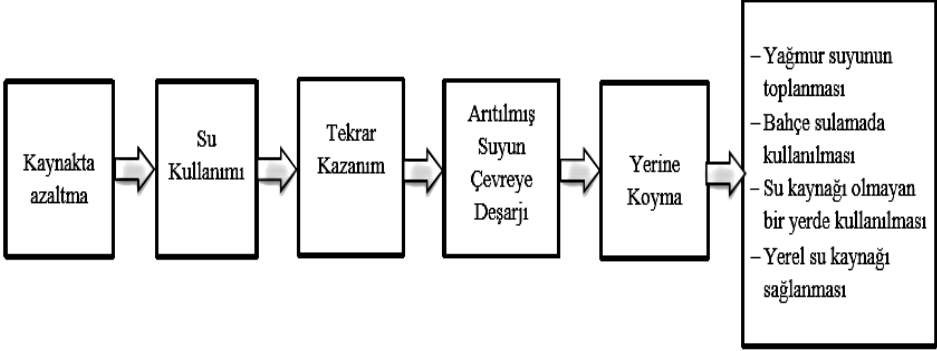 Kaynakta
azaltma
Su
Kullanımı
Tekrar
Kazanım
Arıtılmış
Suyun
Çevreye
Deşarjı
Yerine
Koyma
– Yağmur suyunun
toplanması
– Bahçe sulamada
kullanılması
– Su kaynağı olmayan
bir yerde kullanılması
– Yerel su kaynağı
sağlanması